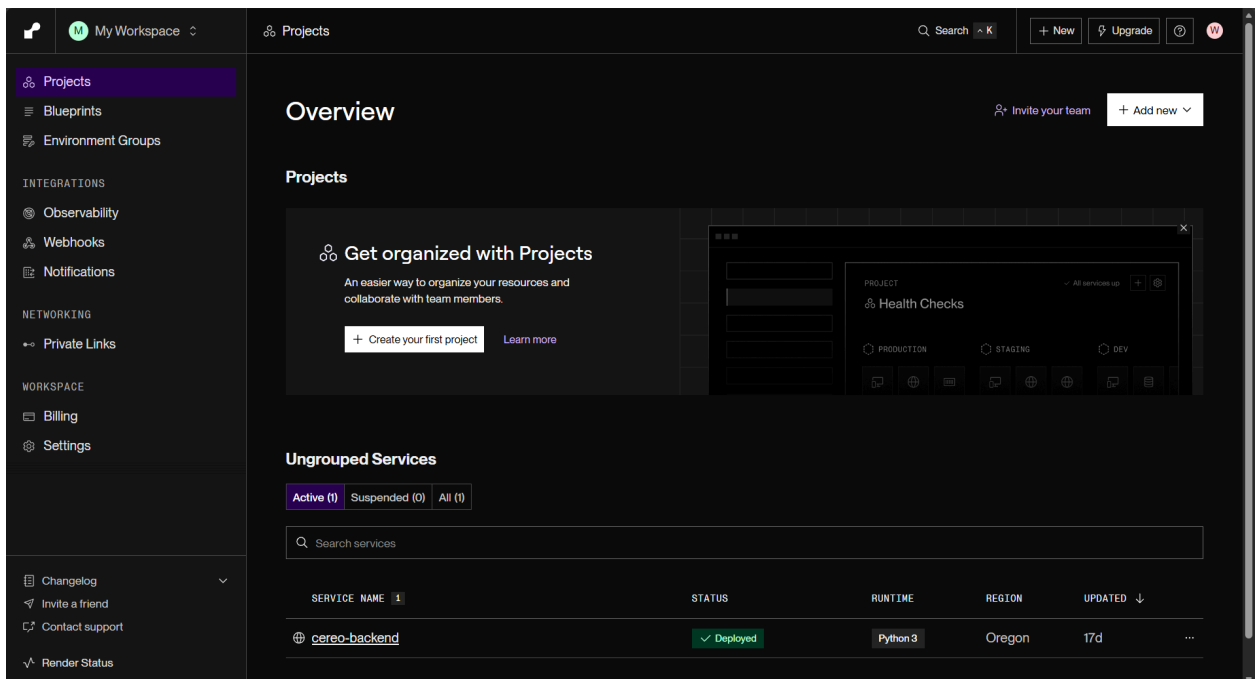 M My Workspace
Projects
Search ^ K
+ New
Upgrade
W
Projects
Blueprints
Environment Groups
INTEGRATIONS
Observability
Webhooks
Notifications
NETWORKING
Private Links
WORKSPACE
Billing
Settings
Changelog
Invite a friend
Contact support
Render Status
Overview
Invite your team
+ Add new
Projects
Get organized with Projects
An easier way to organize your resources and
collaborate with team members.
+ Create your first project
Learn more
PROJECT
All services up
Health Checks
PRODUCTION
STAGING
DEV
Ungrouped Services
Active (1) Suspended (0) All (1)
Search services
SERVICE NAME 1 STATUS RUNTIME REGION UPDATED ↓
cereo-backend ✓ Deployed Python 3 Oregon 17d ...